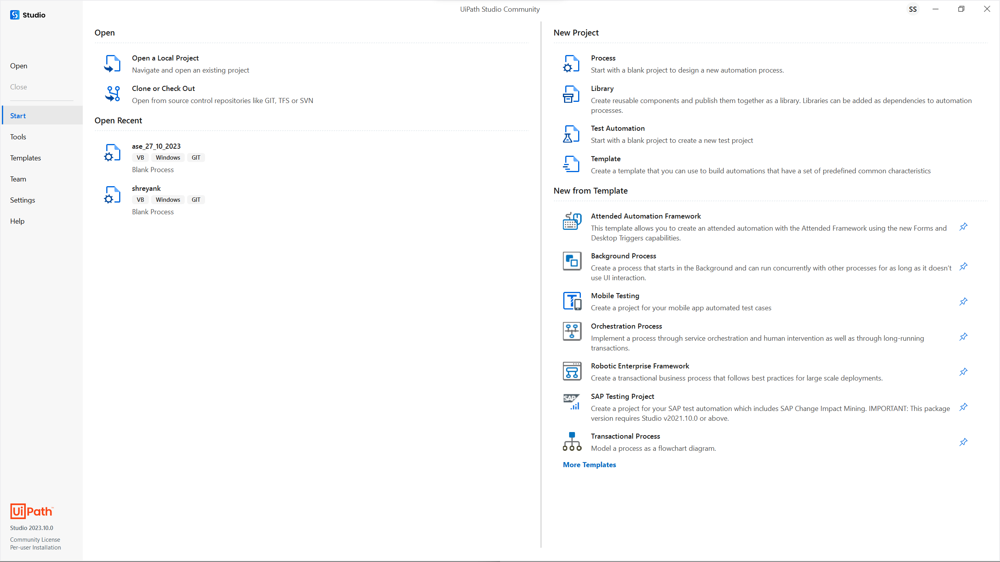 Studio
UiPath Studio Community
SS
Open
Close
Start
Tools
Templates
Team
Settings
Help
Open
Open a Local Project
Navigate and open an existing project
Clone or Check Out
Open from source control repositories like GIT, TFS or SVN
Open Recent
ase_27_10_2023
VB Windows GIT
Blank Process
shreyank
VB Windows GIT
Blank Process
New Project
Process
Start with a blank project to design a new automation process.
Library
Create reusable components and publish them together as a library. Libraries can be added as dependencies to automation
processes.
Test Automation
Start with a blank project to create a new test project
Template
Create a template that you can use to build automations that have a set of predefined common characteristics
New from Template
Attended Automation Framework
This template allows you to create an attended automation with the Attended Framework using the new Forms and
Desktop Triggers capabilities.
Background Process
Create a process that starts in the Background and can run concurrently with other processes for as long as it doesn’t
use UI interaction.
Mobile Testing
Create a project for your mobile app automated test cases
Orchestration Process
Implement a process through service orchestration and human intervention as well as through long-running
transactions.
Robotic Enterprise Framework
Create a transactional business process that follows best practices for large scale deployments.
SAP
SAP Testing Project
Create a project for your SAP test automation which includes SAP Change Impact Mining. IMPORTANT: This package
version requires Studio v2021.10.0 or above.
Transactional Process
Model a process as a flowchart diagram.
More Templates
UiPath™
Studio 2023.10.0
Community License
Per-user Installation